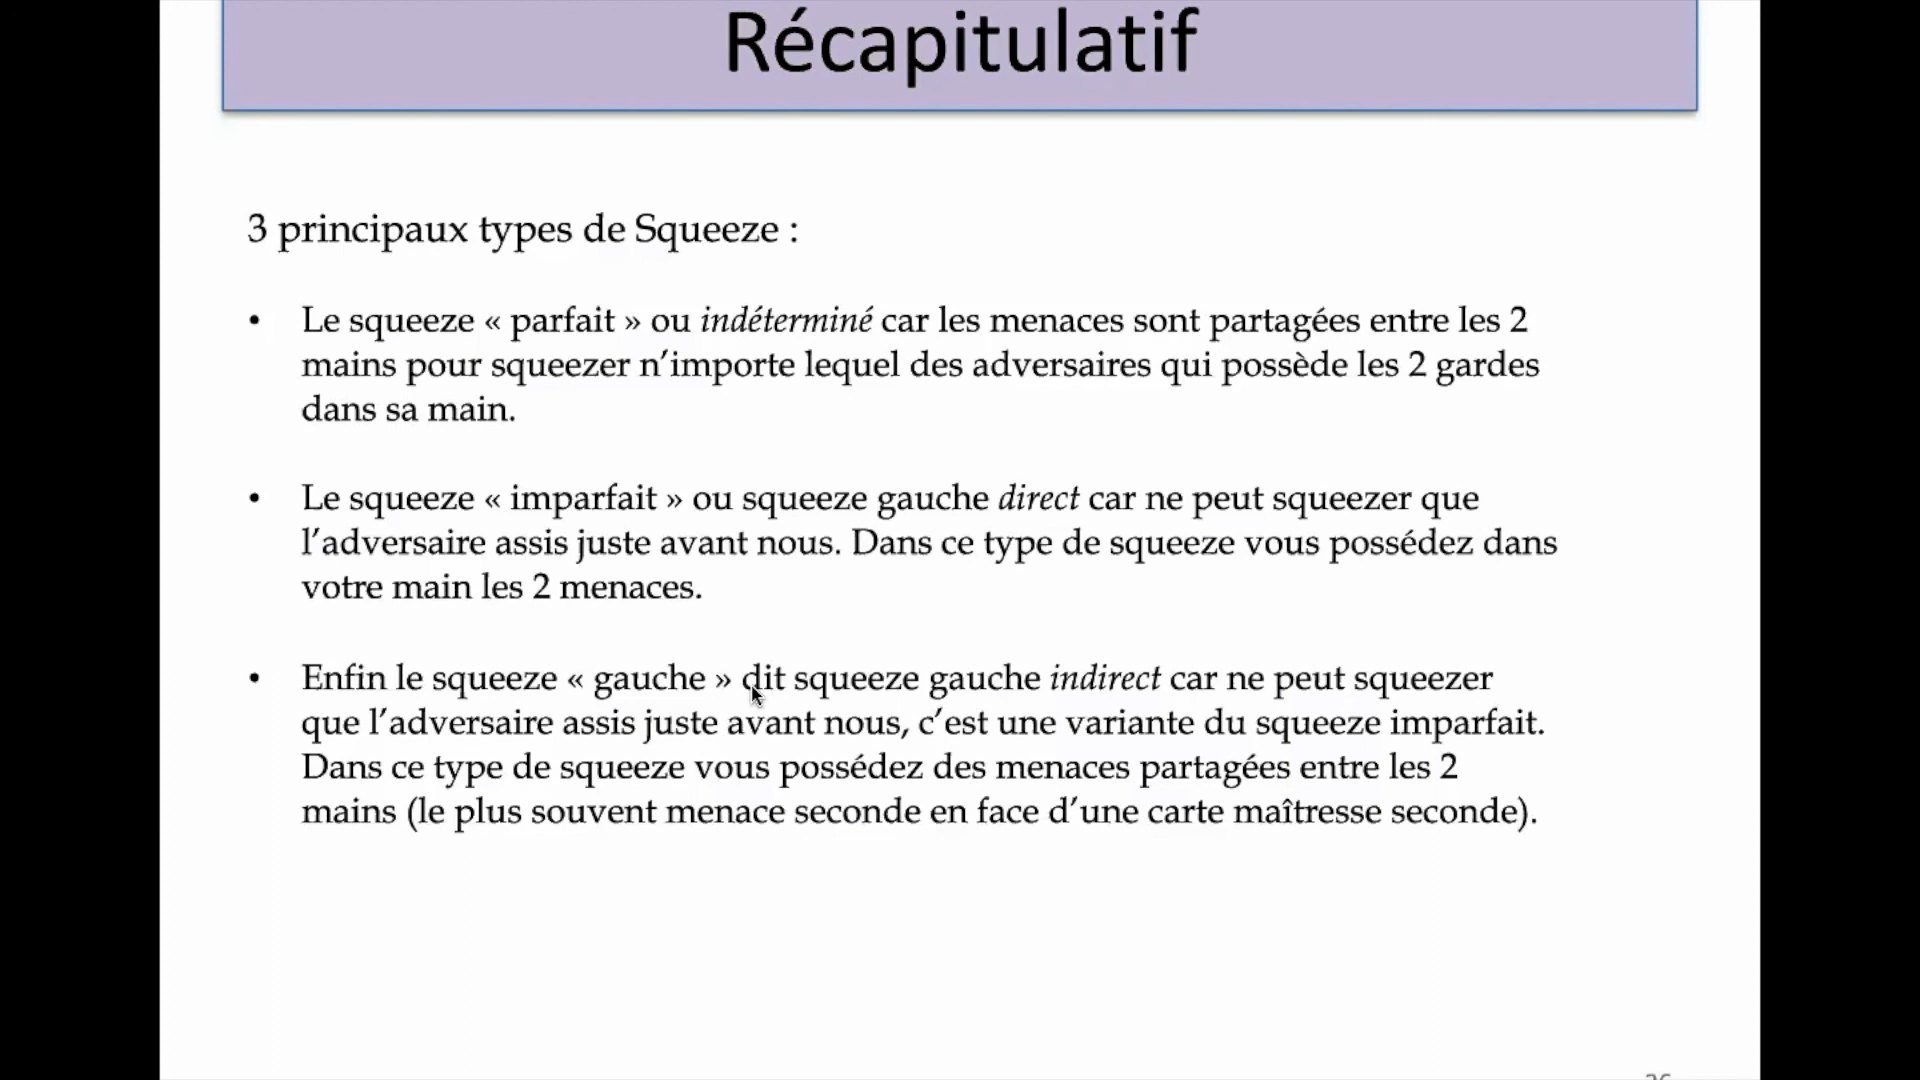 Récapitulatif
3 principaux types de Squeeze :
• Le squeeze « parfait » ou indéterminé car les menaces sont partagées entre les 2
mains pour squeezer n’importe lequel des adversaires qui possède les 2 gardes
dans sa main.
• Le squeeze « imparfait » ou squeeze gauche direct car ne peut squeezer que
l’adversaire assis juste avant nous. Dans ce type de squeeze vous possédez dans
votre main les 2 menaces.
• Enfin le squeeze « gauche » dit squeeze gauche indirect car ne peut squeezer
que l’adversaire assis juste avant nous, c’est une variante du squeeze imparfait.
Dans ce type de squeeze vous possédez des menaces partagées entre les 2
mains (le plus souvent menace seconde en face d’une carte maîtresse seconde).